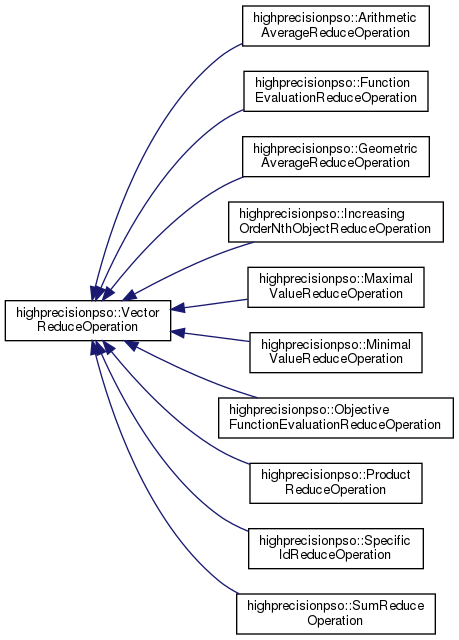 highprecisionpso::Arithmetic
AverageReduceOperation
highprecisionpso::Function
EvaluationReduceOperation
highprecisionpso::Geometric
AverageReduceOperation
highprecisionpso::Increasing
OrderNthObjectReduceOperation
highprecisionpso::Maximal
ValueReduceOperation
highprecisionpso::Vector
ReduceOperation
highprecisionpso::Minimal
ValueReduceOperation
highprecisionpso::Objective
FunctionEvaluationReduceOperation
highprecisionpso::Product
ReduceOperation
highprecisionpso::Specific
IdReduceOperation
highprecisionpso::SumReduce
Operation